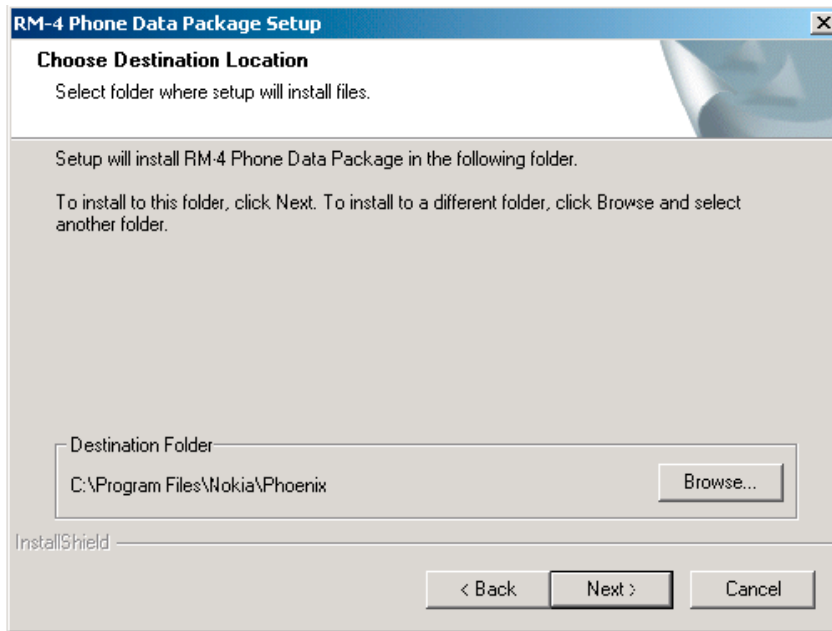 RM-4 Phone Data Package Setup
Choose Destination Location
Select folder where setup will install files.
Setup will install RM-4 Phone Data Package in the following folder.
To install to this folder, click Next. To install to a different folder, click Browse and select
another folder.
Destination Folder
C:\Program Files\Nokia\Phoenix
Browse...
InstallShield
< Back
Next >
Cancel